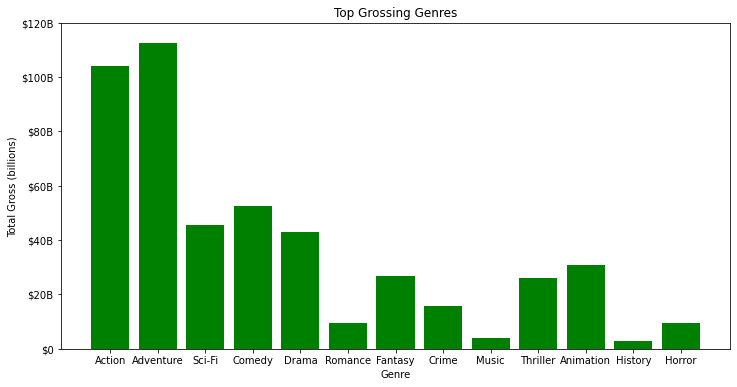 Top Grossing Genres
$120B
$100B
$80B
$60B
$40B
$20B
$0
Total Gross (billions)
Action Adventure Sci-Fi Comedy Drama Romance Fantasy Crime Music Thriller Animation History Horror
Genre